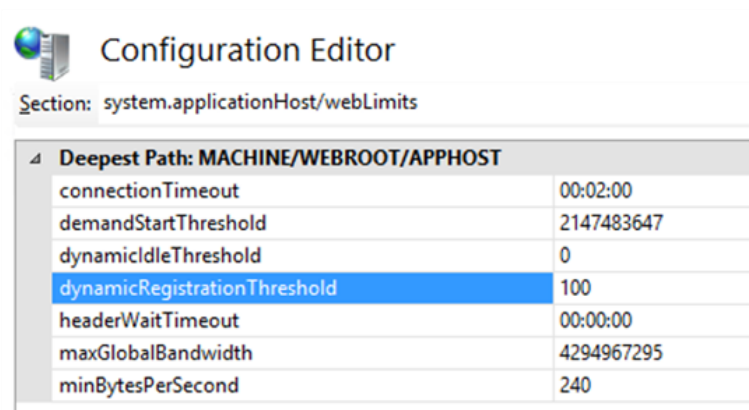 Configuration Editor
Section: system.applicationHost/webLimits
Deepest Path: MACHINE/WEBROOT/APPHOST
connectionTimeout 00:02:00
demandStartThreshold 2147483647
dynamicIdleThreshold 0
dynamicRegistrationThreshold 100
headerWaitTimeout 00:00:00
maxGlobalBandwidth 4294967295
minBytesPerSecond 240